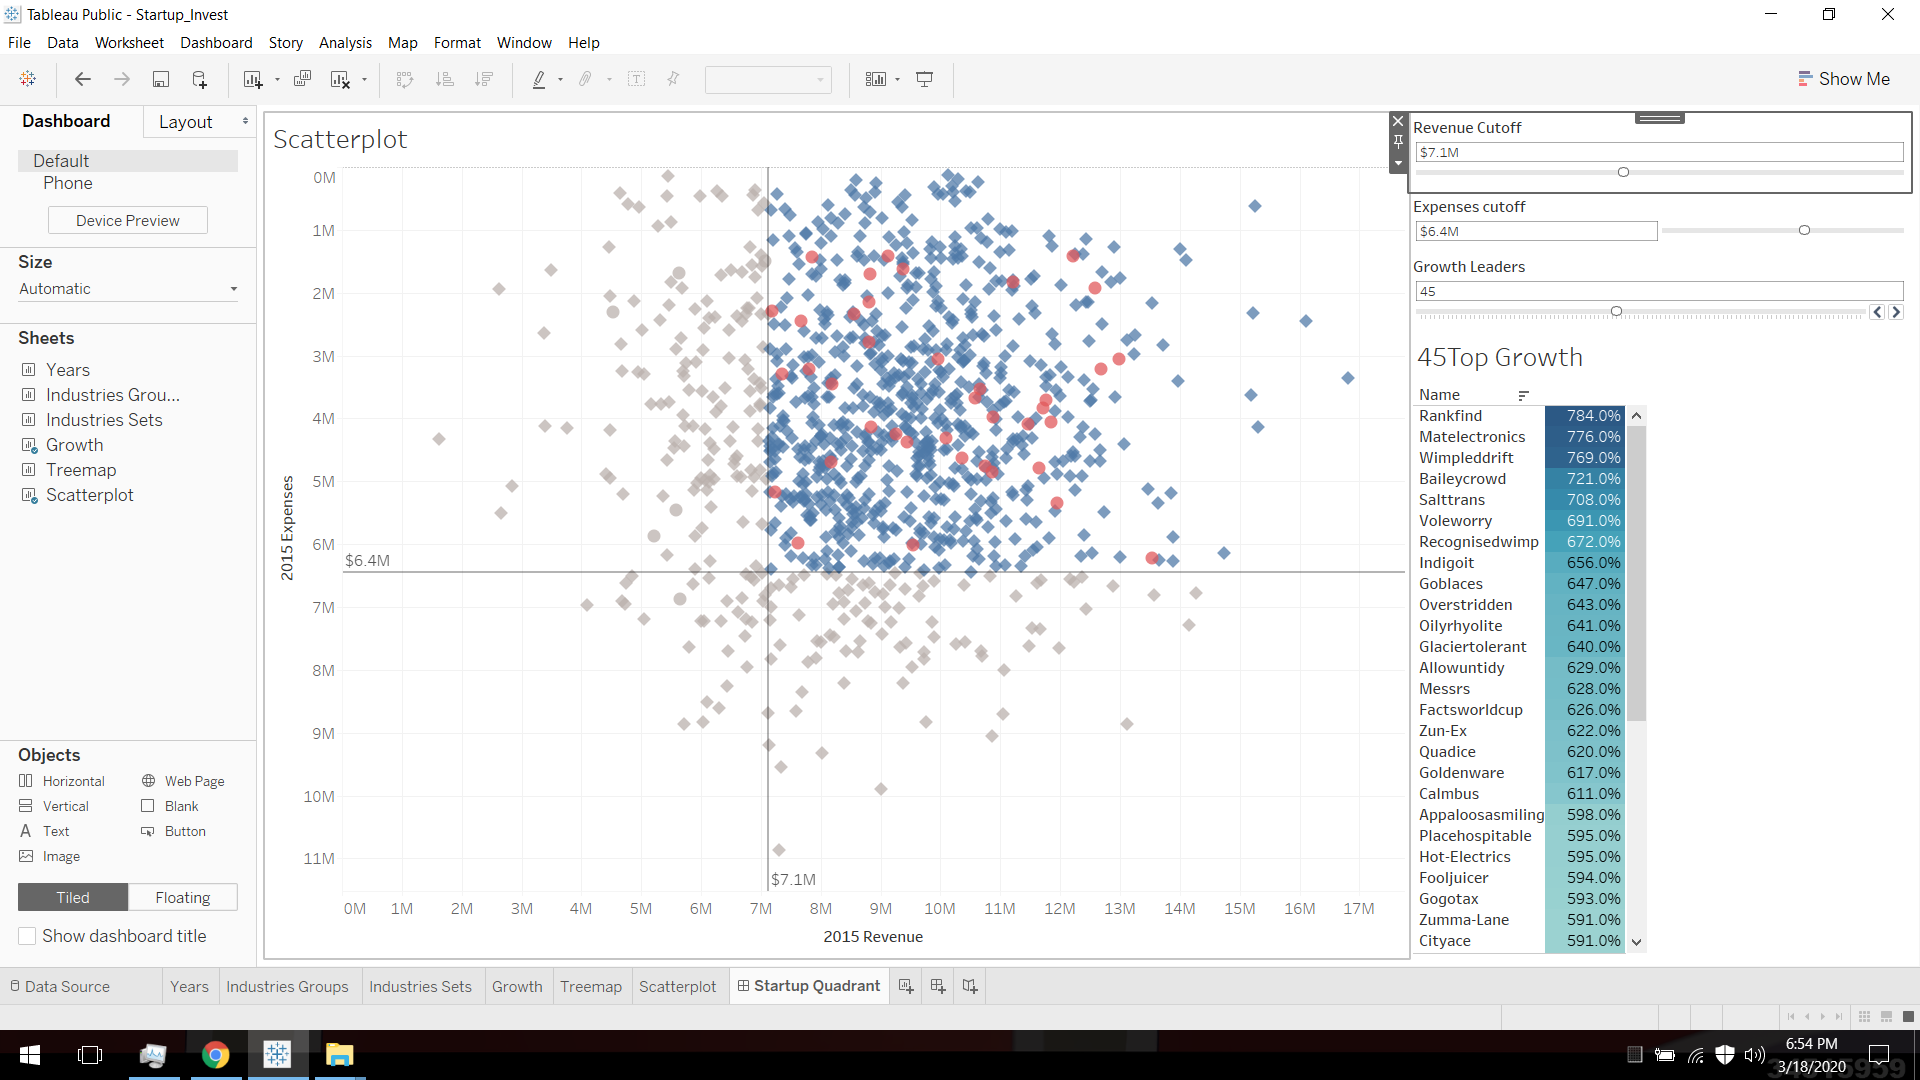 Tableau Public - Startup_Invest
File Data Worksheet Dashboard Story Analysis Map Format Window Help
Show Me
Dashboard
Layout
Default
Phone
Device Preview
Size
Automatic
Sheets
Years
Industries Grou...
Industries Sets
Growth
Treemap
Scatterplot
Objects
Horizontal
Web Page
Vertical
Blank
Text
Button
Image
Tiled
Floating
Show dashboard title
Scatterplot
2015 Expenses
0M
1M
2M
3M
4M
5M
6M
7M
8M
9M
10M
11M
$6.4M
$7.1M
0M 1M 2M 3M 4M 5M 6M 7M 8M 9M 10M 11M 12M 13M 14M 15M 16M 17M
2015 Revenue
Revenue Cutoff
$7.1M
Expenses cutoff
$6.4M
Growth Leaders
45
45Top Growth
Name
Rankfind 784.0%
Matelectronics 776.0%
Wimpleddrift 769.0%
Baileycrowd 721.0%
Salttrans 708.0%
Voleworry 691.0%
Recognisedwimp 672.0%
Indigoit 656.0%
Goblaces 647.0%
Overstridden 643.0%
Oilyrhyolite 641.0%
Glaciertolerant 640.0%
Allowuntidy 629.0%
Messrs 628.0%
Factsworldcup 626.0%
Zun-Ex 622.0%
Quadice 620.0%
Goldenware 617.0%
Calmbus 611.0%
Appaloosasmiling 598.0%
Placehospitable 595.0%
Hot-Electrics 595.0%
Fooljuicer 594.0%
Gogotax 593.0%
Zumma-Lane 591.0%
Cityace 591.0%
Data Source Years Industries Groups Industries Sets Growth Treemap Scatterplot Startup Quadrant
6:54 PM
3/18/2020